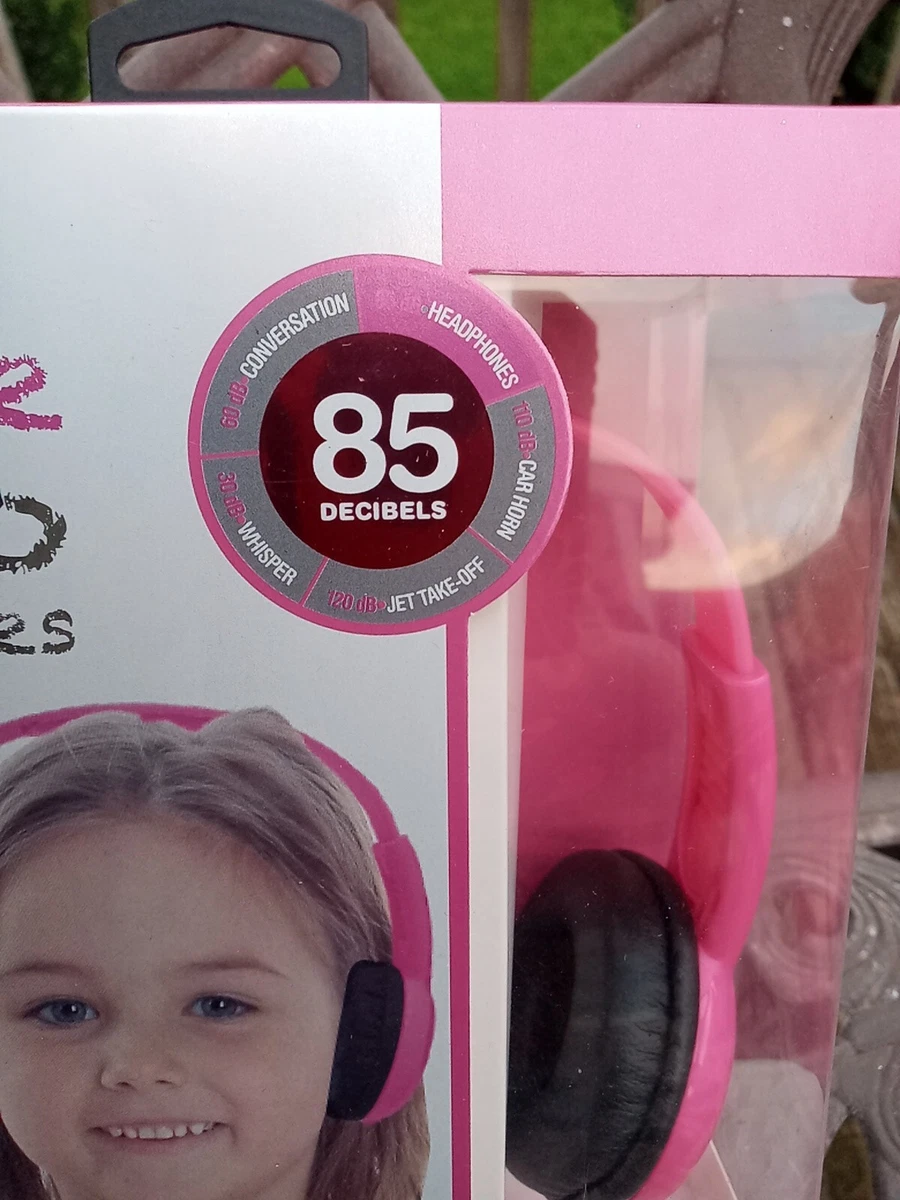 60 dB•CONVERSATION
HEADPHONES
110 dB•CAR HORN
120 dB•JET TAKE-OFF
30 dB•WHISPER
85
DECIBELS